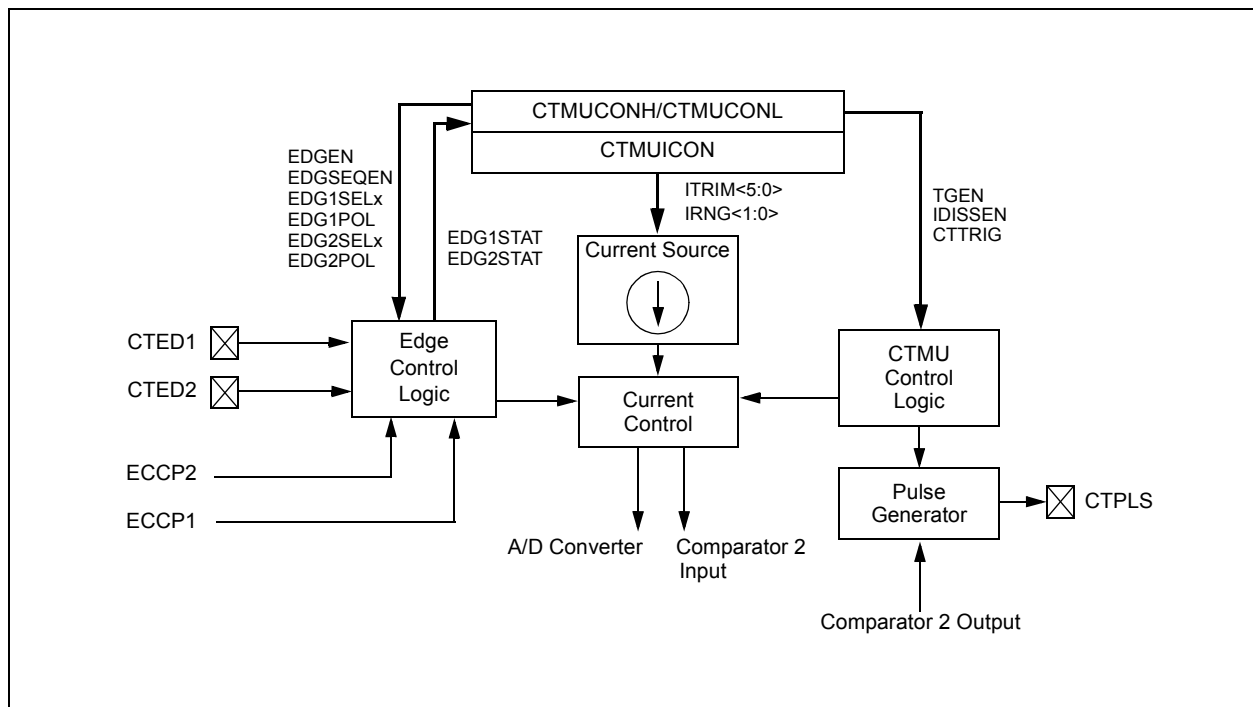 CTMUCONH/CTMUCONL
CTMUICON
EDGEN
EDGSEQEN
EDG1SELx
EDG1POL
EDG2SELx
EDG2POL
EDG1STAT
EDG2STAT
ITRIM<5:0>
IRNG<1:0>
TGEN
IDISSEN
CTTRIG
Current Source
CTED1
CTED2
Edge
Control
Logic
Current
Control
CTMU
Control
Logic
ECCP2
ECCP1
Pulse
Generator
CTPLS
A/D Converter
Comparator 2
Input
Comparator 2 Output